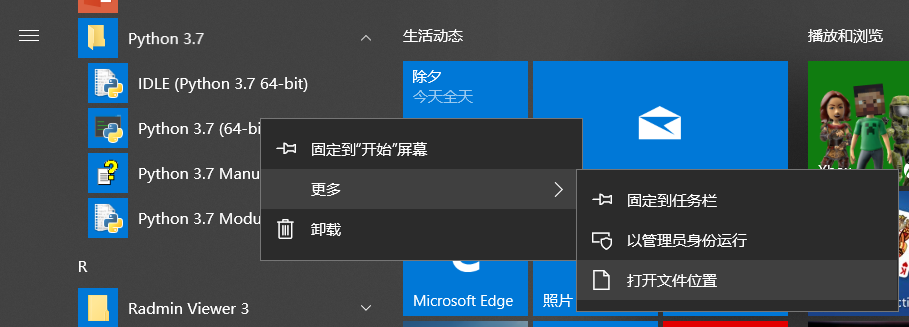 Python 3.7
IDLE (Python 3.7 64-bit)
Python 3.7 (64-bi
Python 3.7 Manu
Python 3.7 Modu
R
Radmin Viewer 3
固定到“开始”屏幕
更多
卸载
生活动态
除夕
今天全天
Microsoft Edge
照片
播放和浏览
固定到任务栏
以管理员身份运行
打开文件位置